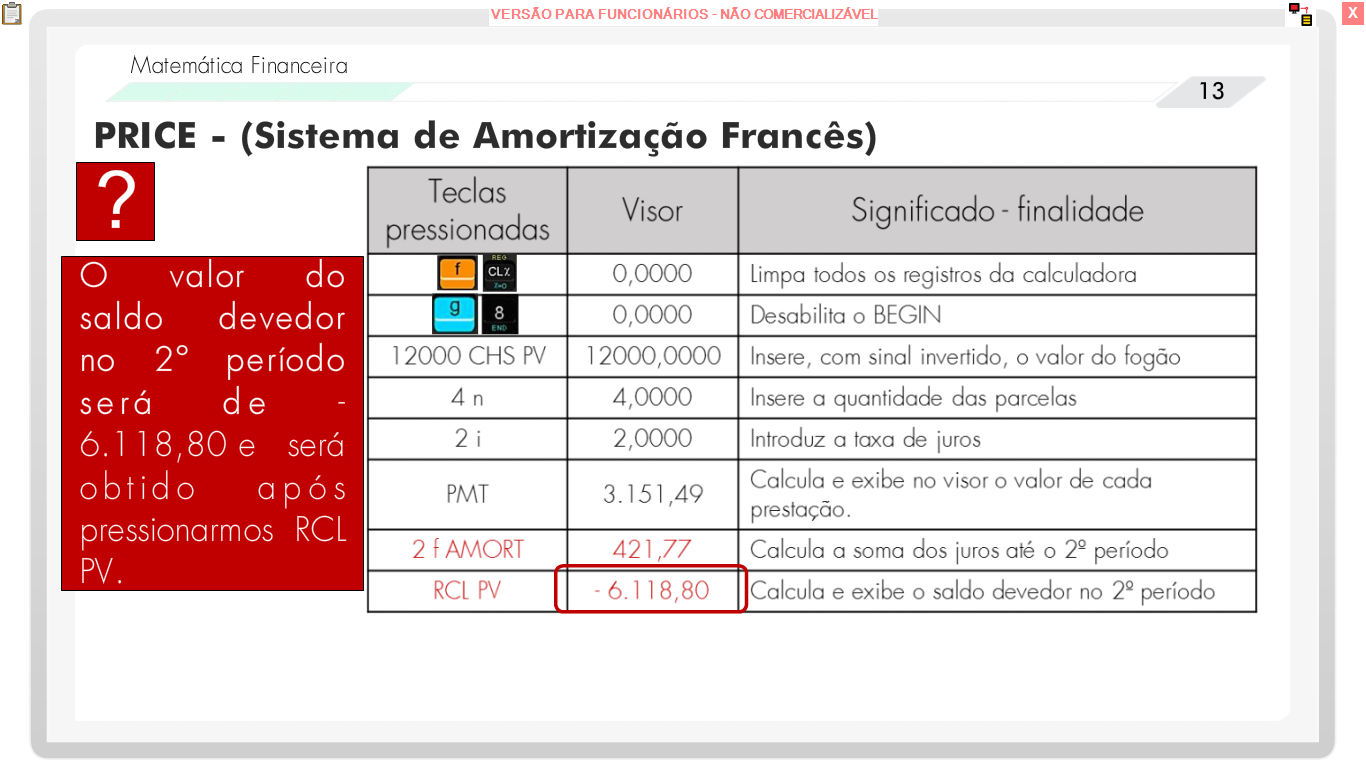 VERSÃO PARA FUNCIONÁRIOS - NÃO COMERCIALIZÁVEL
X
Matemática Financeira
13
PRICE - (Sistema de Amortização Francês)
?
O valor do
saldo devedor
no 2º período
será de -
6.118,80 e será
obtido após
pressionarmos RCL
PV.
Teclas
pressionadas
Visor
Significado - finalidade
f
REG
CLX
Z=0
0,0000
Limpa todos os registros da calculadora
g
8
END
0,0000
Desabilita o BEGIN
12000 CHS PV
12000,0000
Insere, com sinal invertido, o valor do fogão
4 n
4,0000
Insere a quantidade das parcelas
2 i
2,0000
Introduz a taxa de juros
PMT
3.151,49
Calcula e exibe no visor o valor de cada
prestação.
2 f AMORT
421,77
Calcula a soma dos juros até o 2º período
RCL PV
- 6.118,80
Calcula e exibe o saldo devedor no 2º período